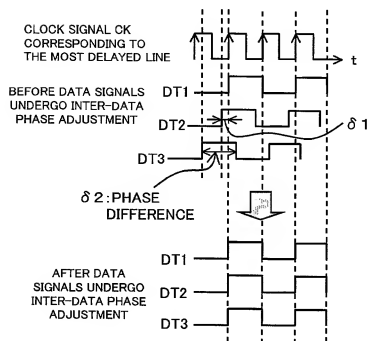 CLOCK SIGNAL CK
CORRESPONDING TO
THE MOST DELAYED LINE
t
BEFORE DATA SIGNALS
UNDERGO INTER-DATA
PHASE ADJUSTMENT
DT1
DT2
δ1
DT3
δ2:PHASE
DIFFERENCE
AFTER DATA
SIGNALS UNDERGO
INTER-DATA PHASE
ADJUSTMENT
DT1
DT2
DT3